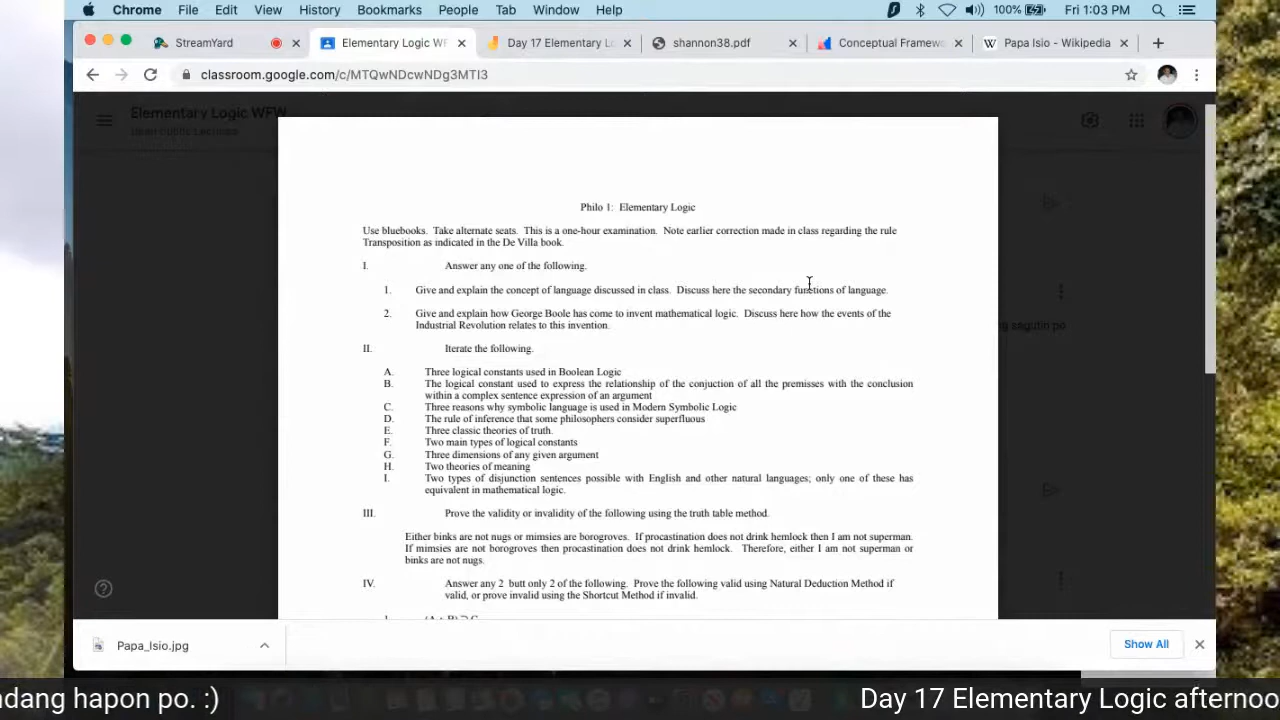 Chrome File Edit View History Bookmarks People Tab Window Help 100% Fri 1:03 PM
StreamYard
Elementary Logic WF
Day 17 Elementary Lo
shannon38.pdf
Conceptual Framew
Papa Isio - Wikipedia
classroom.google.com/c/MTQwNDcwNDg3MTI3
Elementary Logic WFW
Philo 1: Elementary Logic
Use bluebooks. Take alternate seats. This is a one-hour examination. Note earlier correction made in class regarding the rule
Transposition as indicated in the De Villa book.
I. Answer any one of the following.
1. Give and explain the concept of language discussed in class. Discuss here the secondary functions of language.
2. Give and explain how George Boole has come to invent mathematical logic. Discuss here how the events of the
Industrial Revolution relates to this invention.
II. Iterate the following.
A. Three logical constants used in Boolean Logic
B. The logical constant used to express the relationship of the conjuction of all the premisses with the conclusion
within a complex sentence expression of an argument
C. Three reasons why symbolic language is used in Modern Symbolic Logic
D. The rule of inference that some philosophers consider superfluous
E. Three classic theories of truth.
F. Two main types of logical constants
G. Three dimensions of any given argument
H. Two theories of meaning
I. Two types of disjunction sentences possible with English and other natural languages; only one of these has
equivalent in mathematical logic.
III. Prove the validity or invalidity of the following using the truth table method.
Either binks are not nugs or mimsies are borogroves. If procastination does not drink hemlock then I am not superman.
If mimsies are not borogroves then procastination does not drink hemlock. Therefore, either I am not superman or
binks are not nugs.
IV. Answer any 2 butt only 2 of the following. Prove the following valid using Natural Deduction Method if
valid, or prove invalid using the Shortcut Method if invalid.
sagutin po
Papa_Isio.jpg
Show All
ndang hapon po. :) Day 17 Elementary Logic afternoo